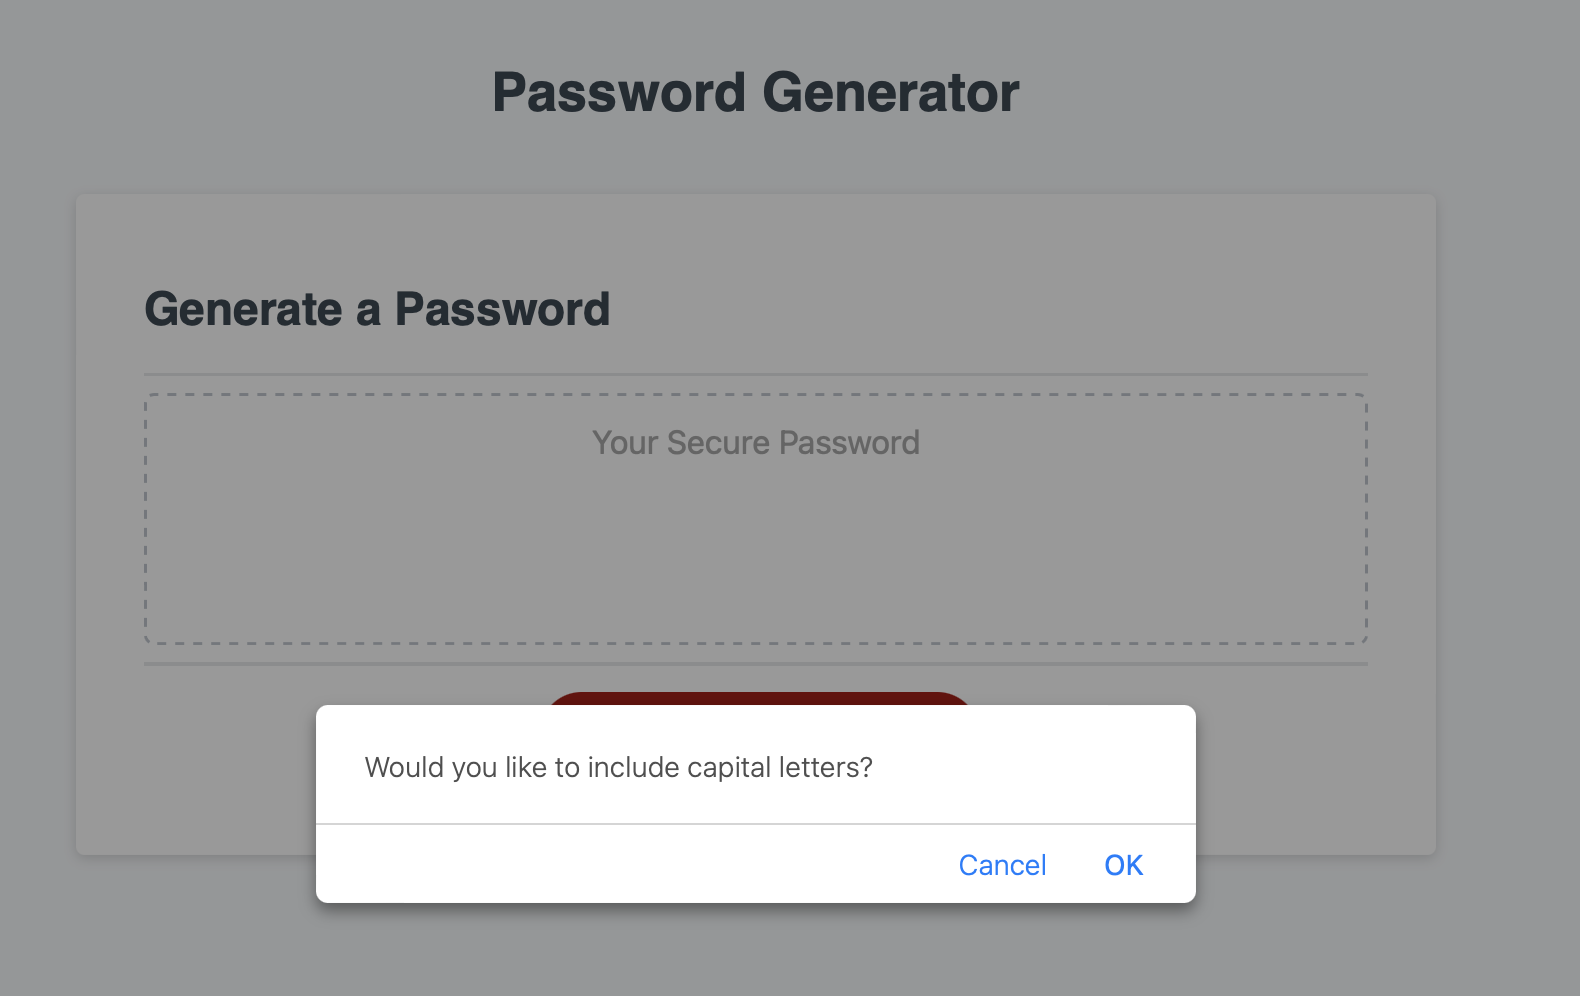 Password Generator
Generate a Password
Your Secure Password
Would you like to include capital letters?
Cancel OK